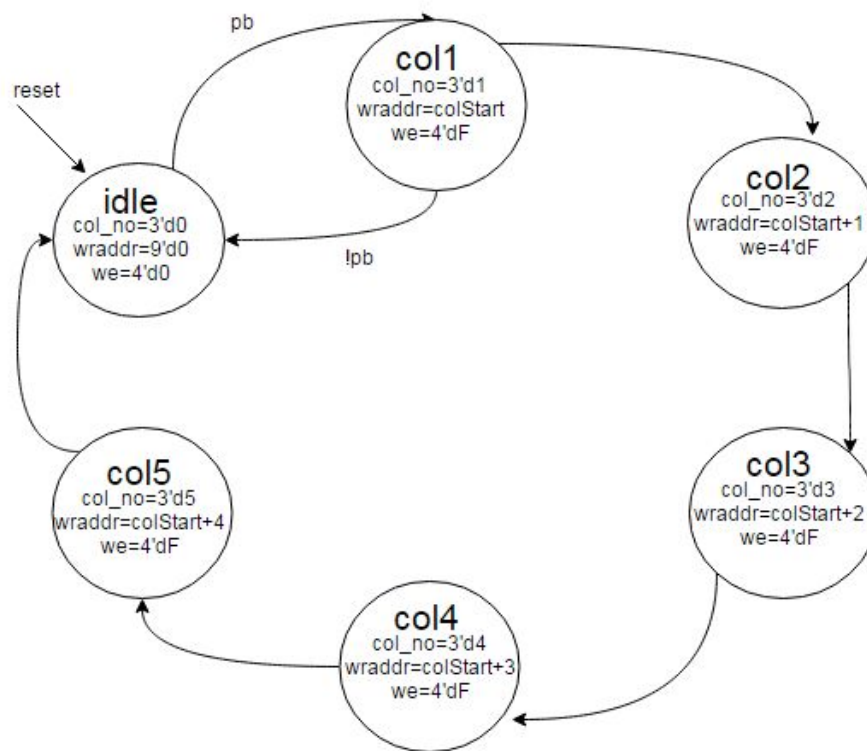 pb
reset
col1
col_no=3'd1
wraddr=colStart
we=4'dF
col2
col_no=3'd2
wraddr=colStart+1
we=4'dF
idle
col_no=3'd0
wraddr=9'd0
we=4'd0
!pb
col5
col_no=3'd5
wraddr=colStart+4
we=4'dF
col3
col_no=3'd3
wraddr=colStart+2
we=4'dF
col4
col_no=3'd4
wraddr=colStart+3
we=4'dF